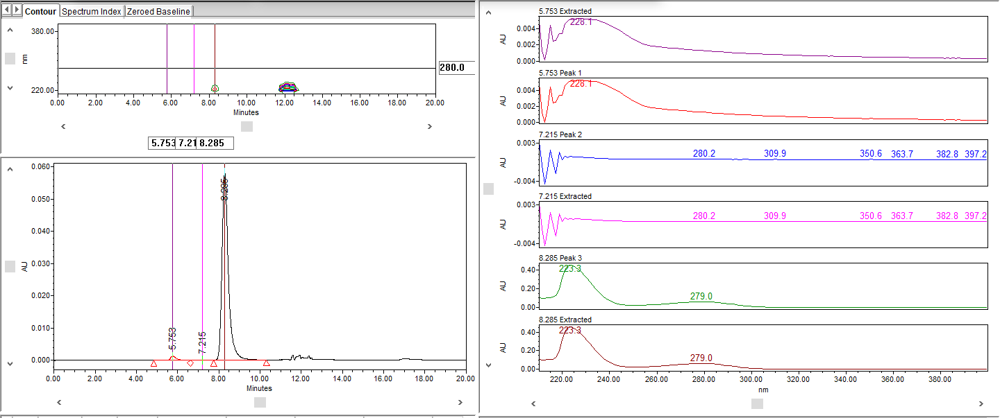 Contour Spectrum Index Zeroed Baseline
380.00
nm
280.0
220.00
0.00 2.00 4.00 6.00 8.00 10.00 12.00 14.00 16.00 18.00 20.00
Minutes
5.753 7.21 8.285
0.060
0.050
0.040
0.030
0.020
0.010
0.000
AU
5.753
7.215
8.285
0.00 2.00 4.00 6.00 8.00 10.00 12.00 14.00 16.00 18.00 20.00
Minutes
5.753 Extracted
228.1
AU
0.004
0.002
0.000
5.753 Peak 1
228.1
AU
0.004
0.002
0.000
7.215 Peak 2
AU
0.003
-0.004
280.2 309.9 350.6 363.7 382.8 397.2
7.215 Extracted
AU
0.003
-0.004
280.2 309.9 350.6 363.7 382.8 397.2
8.285 Peak 3
223.3
AU
0.40
0.20
0.00
279.0
8.285 Extracted
223.3
AU
0.40
0.20
0.00
279.0
220.00 240.00 260.00 280.00 300.00 320.00 340.00 360.00 380.00
nm